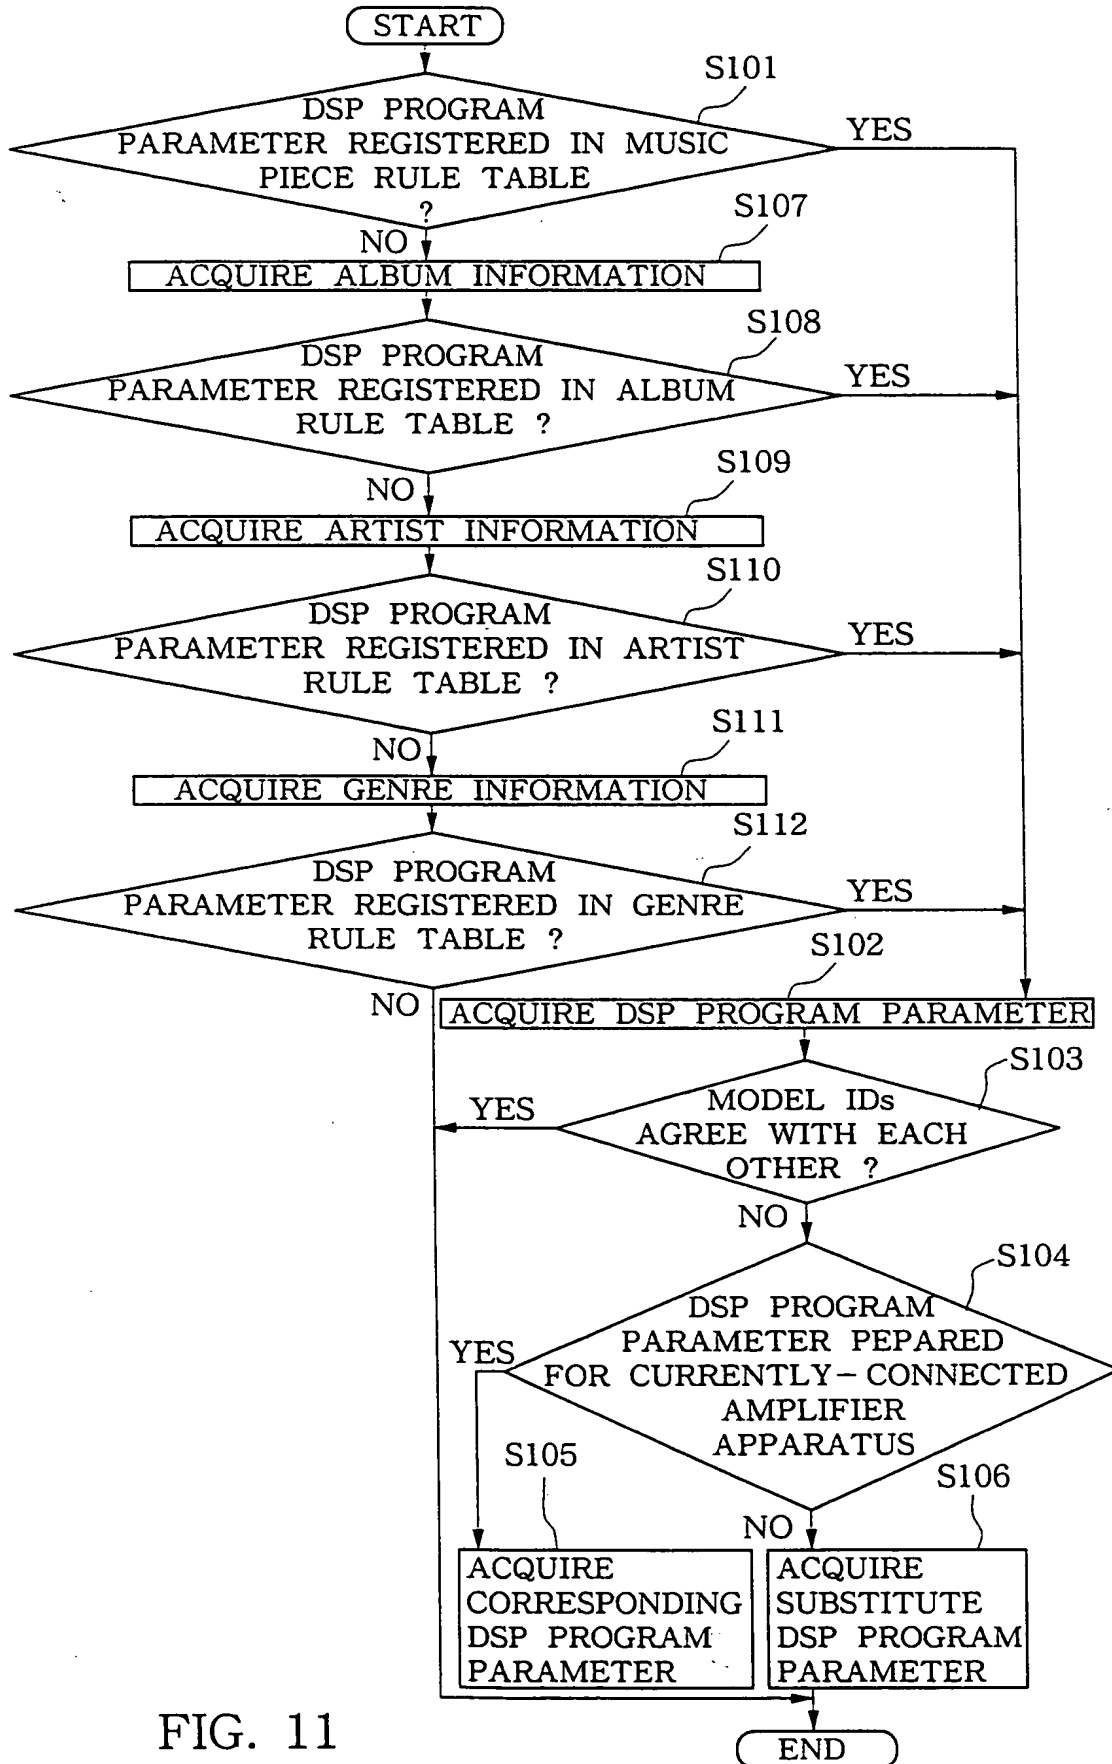 START
S101
DSP PROGRAM
PARAMETER REGISTERED IN MUSIC
PIECE RULE TABLE
?
YES
NO
S107
ACQUIRE ALBUM INFORMATION
S108
DSP PROGRAM
PARAMETER REGISTERED IN ALBUM
RULE TABLE ?
YES
NO
S109
ACQUIRE ARTIST INFORMATION
S110
DSP PROGRAM
PARAMETER REGISTERED IN ARTIST
RULE TABLE ?
YES
NO
S111
ACQUIRE GENRE INFORMATION
S112
DSP PROGRAM
PARAMETER REGISTERED IN GENRE
RULE TABLE ?
YES
NO
S102
ACQUIRE DSP PROGRAM PARAMETER
S103
MODEL IDs
AGREE WITH EACH
OTHER ?
YES
NO
S104
DSP PROGRAM
PARAMETER PEPARED
FOR CURRENTLY-CONNECTED
AMPLIFIER
APPARATUS
YES
NO
S105
ACQUIRE
CORRESPONDING
DSP PROGRAM
PARAMETER
S106
ACQUIRE
SUBSTITUTE
DSP PROGRAM
PARAMETER
END
FIG. 11